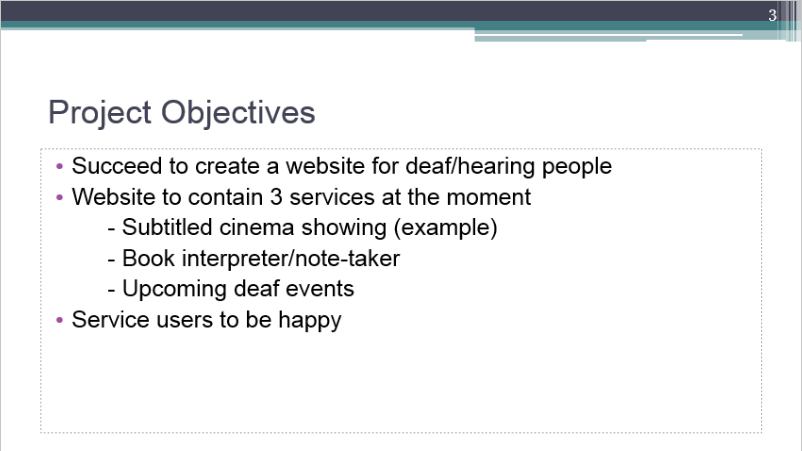 3
Project Objectives
• Succeed to create a website for deaf/hearing people
• Website to contain 3 services at the moment
- Subtitled cinema showing (example)
- Book interpreter/note-taker
- Upcoming deaf events
• Service users to be happy